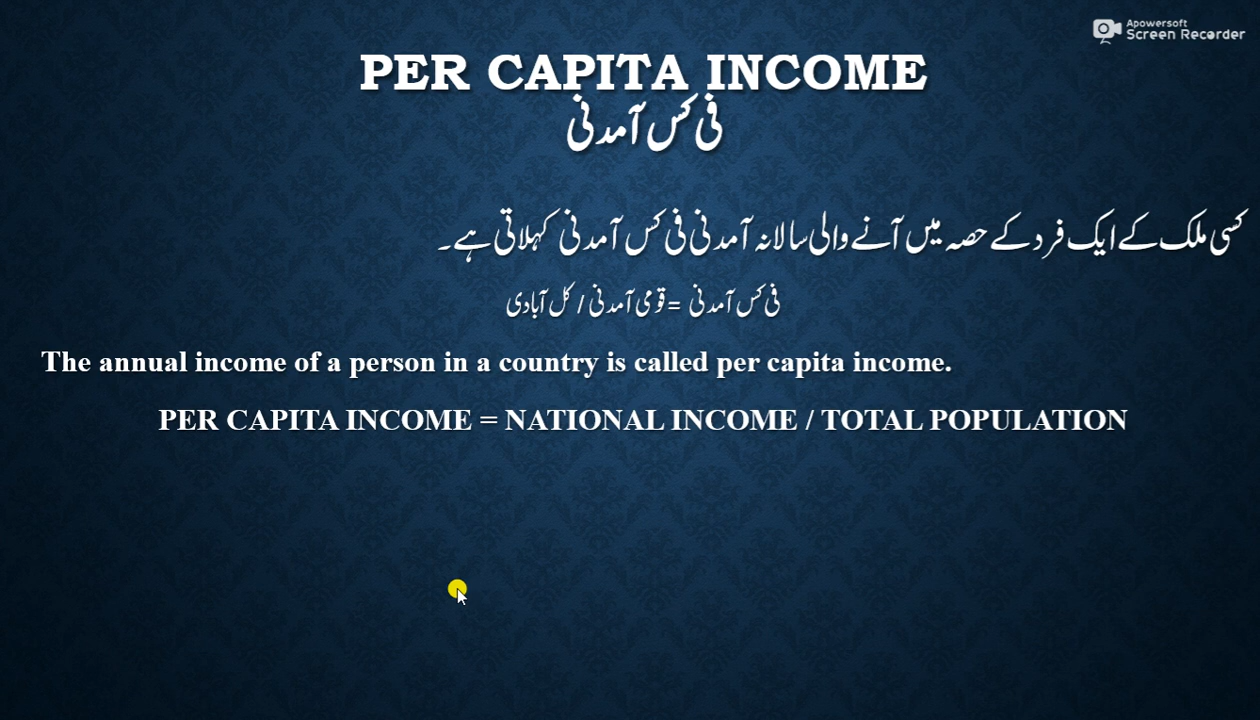 Apowersoft
Screen Recorder
PER CAPITA INCOME
فی کس آمدنی
کسی ملک کے ایک فرد کے حصہ میں آنے والی سالانہ آمدنی فی کس آمدنی کہلاتی ہے۔
فی کس آمدنی = قومی آمدنی / کل آبادی
The annual income of a person in a country is called per capita income.
PER CAPITA INCOME = NATIONAL INCOME / TOTAL POPULATION